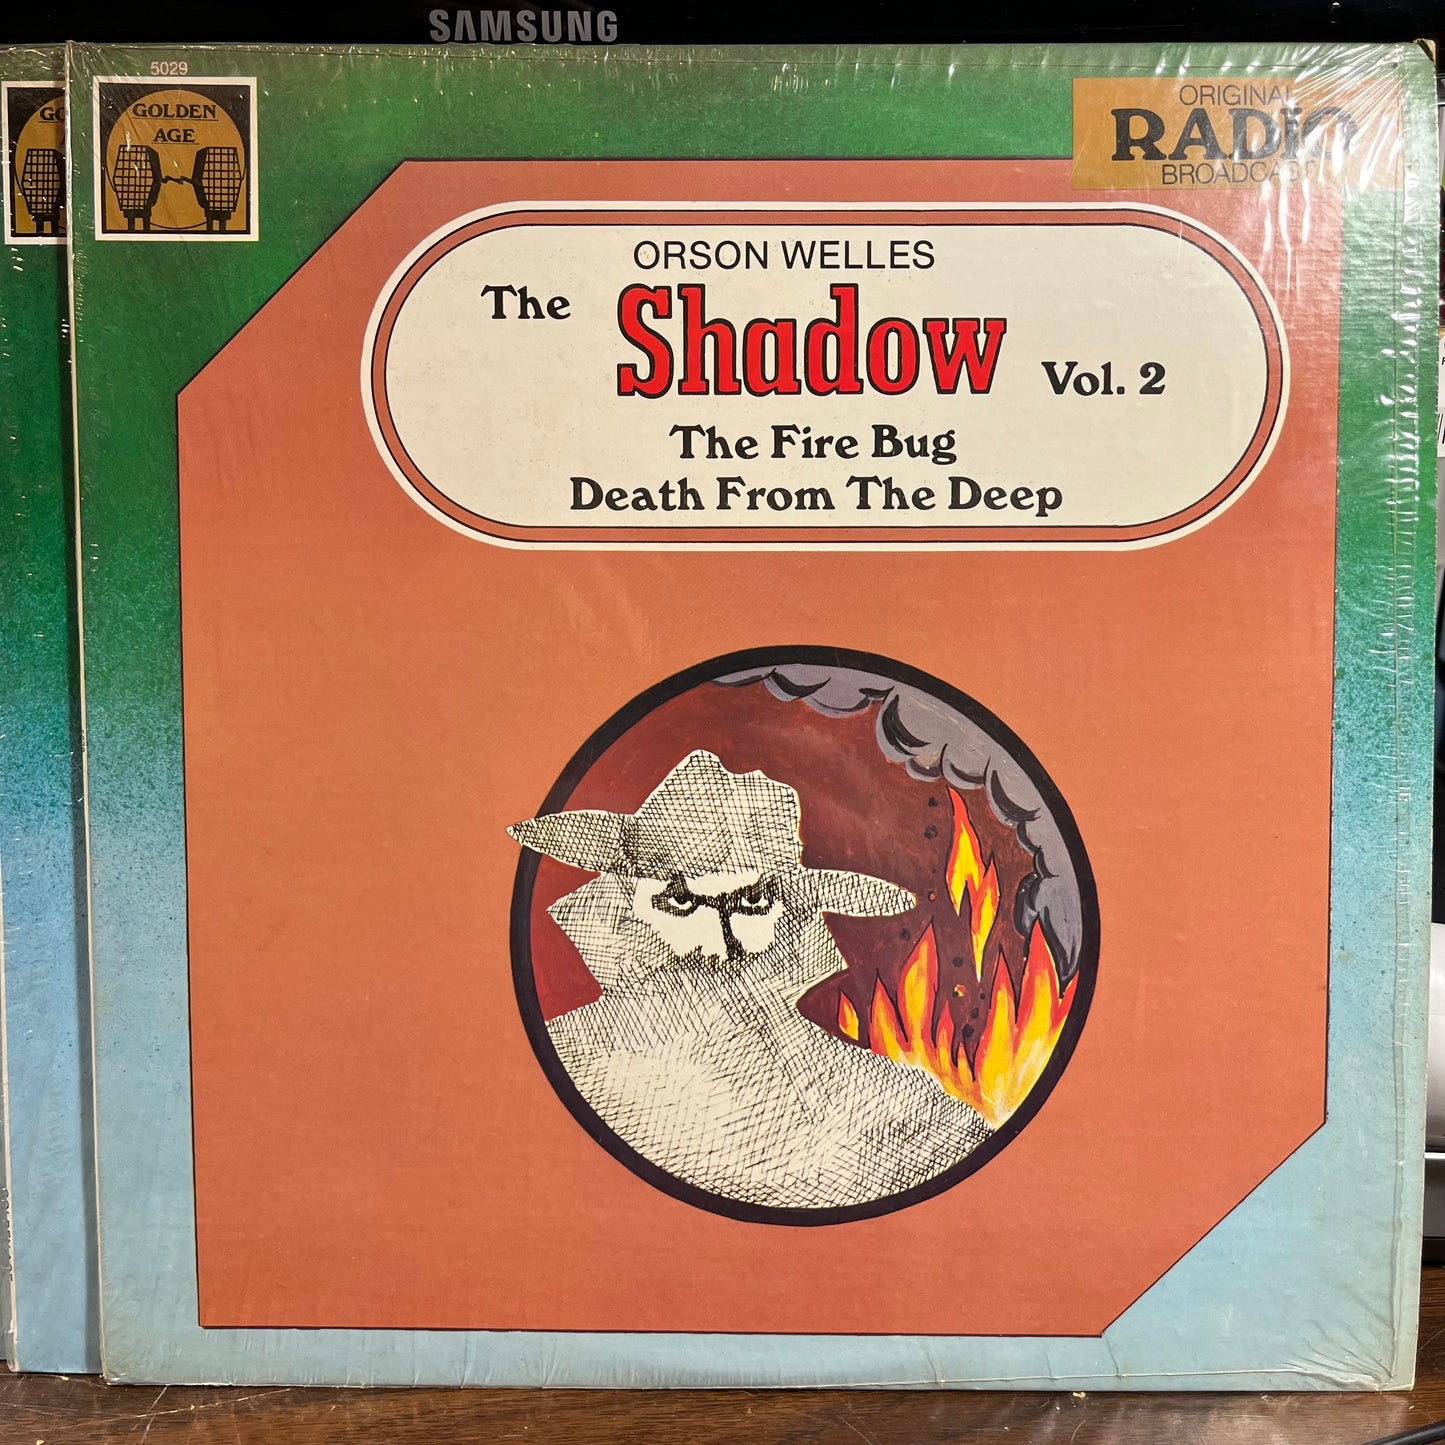 SAMSUNG
5029
GOLDEN
AGE
ORIGINAL
RADIO
BROADCAST
ORSON WELLES
The Shadow Vol. 2
The Fire Bug
Death From The Deep